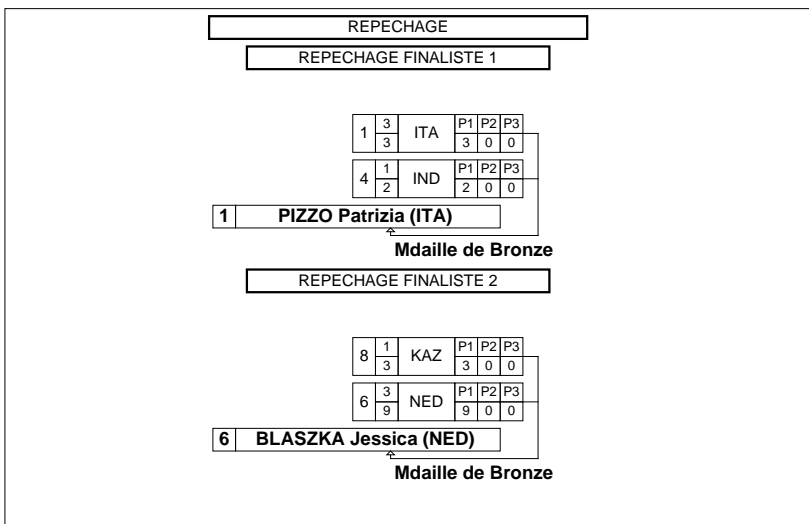 REPECHAGE
REPECHAGE FINALISTE 1
1 3 ITA P1 P2 P3
3 3 0 0
4 1 IND P1 P2 P3
2 2 0 0
1 PIZZO Patrizia (ITA)
Mdaille de Bronze
REPECHAGE FINALISTE 2
8 1 KAZ P1 P2 P3
3 3 0 0
6 3 NED P1 P2 P3
9 9 0 0
6 BLASZKA Jessica (NED)
Mdaille de Bronze